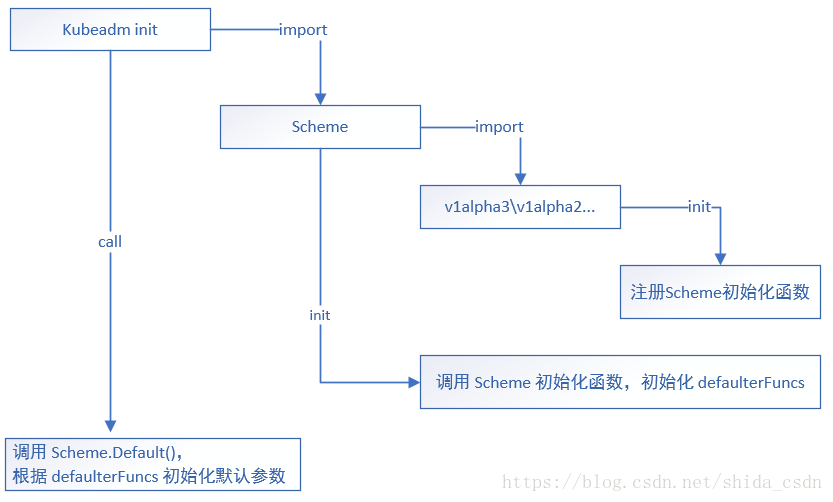 Kubeadm init
import
Scheme
import
v1alpha3\v1alpha2...
init
call
注册Scheme初始化函数
init
调用 Scheme 初始化函数，初始化 defaulterFuncs
调用 Scheme.Default()，
根据 defaulterFuncs 初始化默认参数
https://blog.csdn.net/shida_csdn